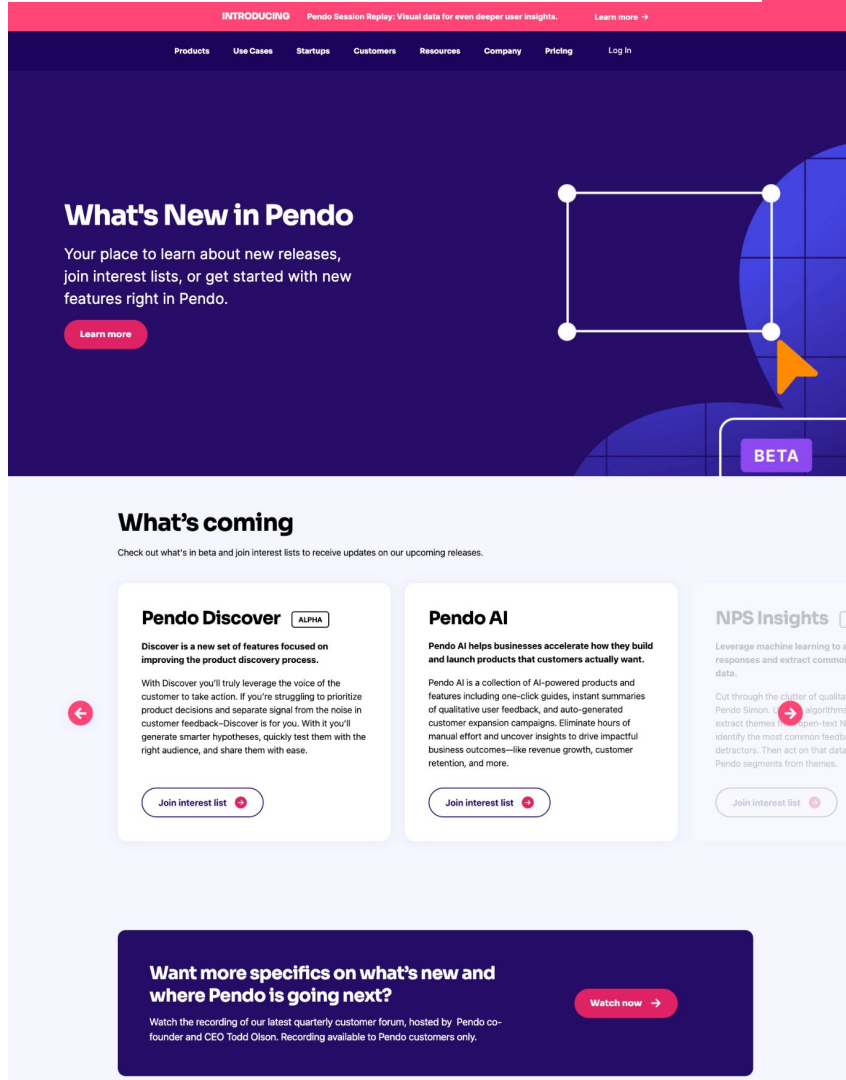 INTRODUCING Pendo Session Replay: Visual data for even deeper user insights. Learn more →
Products Use Cases Startups Customers Resources Company Pricing Log In
What's New in Pendo
Your place to learn about new releases,
join interest lists, or get started with new
features right in Pendo.
Learn more
BETA
What's coming
Check out what's in beta and join interest lists to receive updates on our upcoming releases.
Pendo Discover ALPHA
Discover is a new set of features focused on
improving the product discovery process.
With Discover you'll truly leverage the voice of the
customer to take action. If you're struggling to prioritize
product decisions and separate signal from the noise in
customer feedback–Discover is for you. With it you'll
generate smarter hypotheses, quickly test them with the
right audience, and share them with ease.
Join interest list
Pendo AI
Pendo AI helps businesses accelerate how they build
and launch products that customers actually want.
Pendo AI is a collection of AI-powered products and
features including one-click guides, instant summaries
of qualitative user feedback, and auto-generated
customer expansion campaigns. Eliminate hours of
manual effort and uncover insights to drive impactful
business outcomes—like revenue growth, customer
retention, and more.
Join interest list
NPS Insights
Leverage machine learning to
responses and extract common
data.
Cut through the clutter of
Pendo Simon. algorithms
extract themes open-text
identify the most common
detractors. Then act on that data
Pendo segments from themes.
Join interest list
Want more specifics on what's new and
where Pendo is going next?
Watch the recording of our latest quarterly customer forum, hosted by Pendo co-
founder and CEO Todd Olson. Recording available to Pendo customers only.
Watch now →